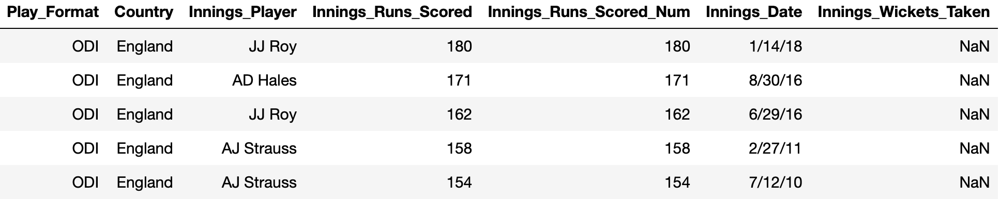 Play_Format Country Innings_Player Innings_Runs_Scored Innings_Runs_Scored_Num Innings_Date Innings_Wickets_Taken
ODI England JJ Roy 180 180 1/14/18 NaN
ODI England AD Hales 171 171 8/30/16 NaN
ODI England JJ Roy 162 162 6/29/16 NaN
ODI England AJ Strauss 158 158 2/27/11 NaN
ODI England AJ Strauss 154 154 7/12/10 NaN